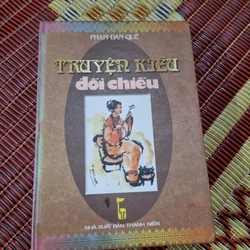 PHẠM ĐAN QUẾ
TRUYỆN KIỀU
đối chiếu
NHÀ XUẤT BẢN THANH NIÊN